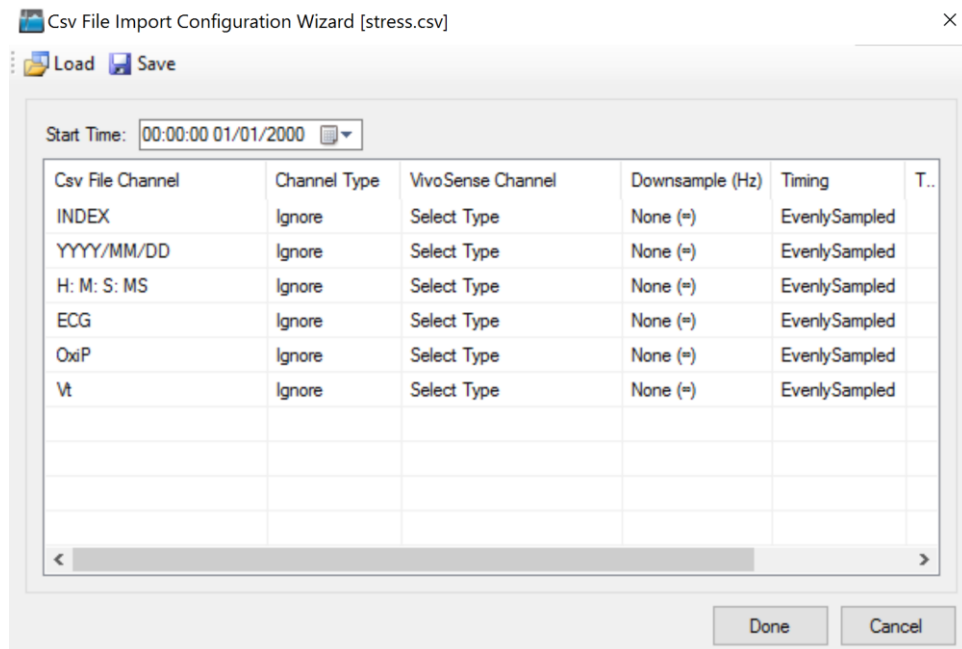 Csv File Import Configuration Wizard [stress.csv]
Load Save
Start Time: 00:00:00 01/01/2000
Csv File Channel Channel Type VivoSense Channel Downsample (Hz) Timing T..
INDEX Ignore Select Type None (=) EvenlySampled
YYYY/MM/DD Ignore Select Type None (=) EvenlySampled
H: M: S: MS Ignore Select Type None (=) EvenlySampled
ECG Ignore Select Type None (=) EvenlySampled
OxiP Ignore Select Type None (=) EvenlySampled
Vt Ignore Select Type None (=) EvenlySampled
Done Cancel